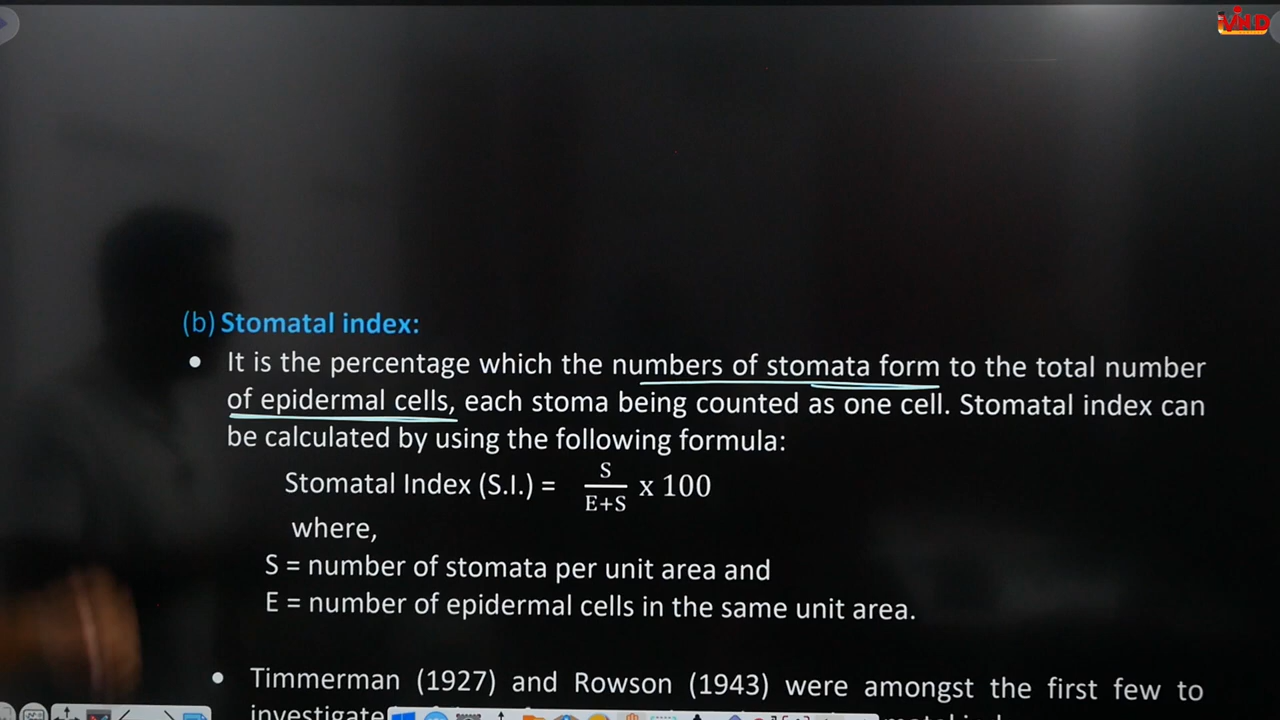 (b) Stomatal index:
• It is the percentage which the numbers of stomata form to the total number
of epidermal cells, each stoma being counted as one cell. Stomatal index can
be calculated by using the following formula:
Stomatal Index (S.I.) = S/E+S x 100
where,
S = number of stomata per unit area and
E = number of epidermal cells in the same unit area.
• Timmerman (1927) and Rowson (1943) were amongst the first few to
investigate